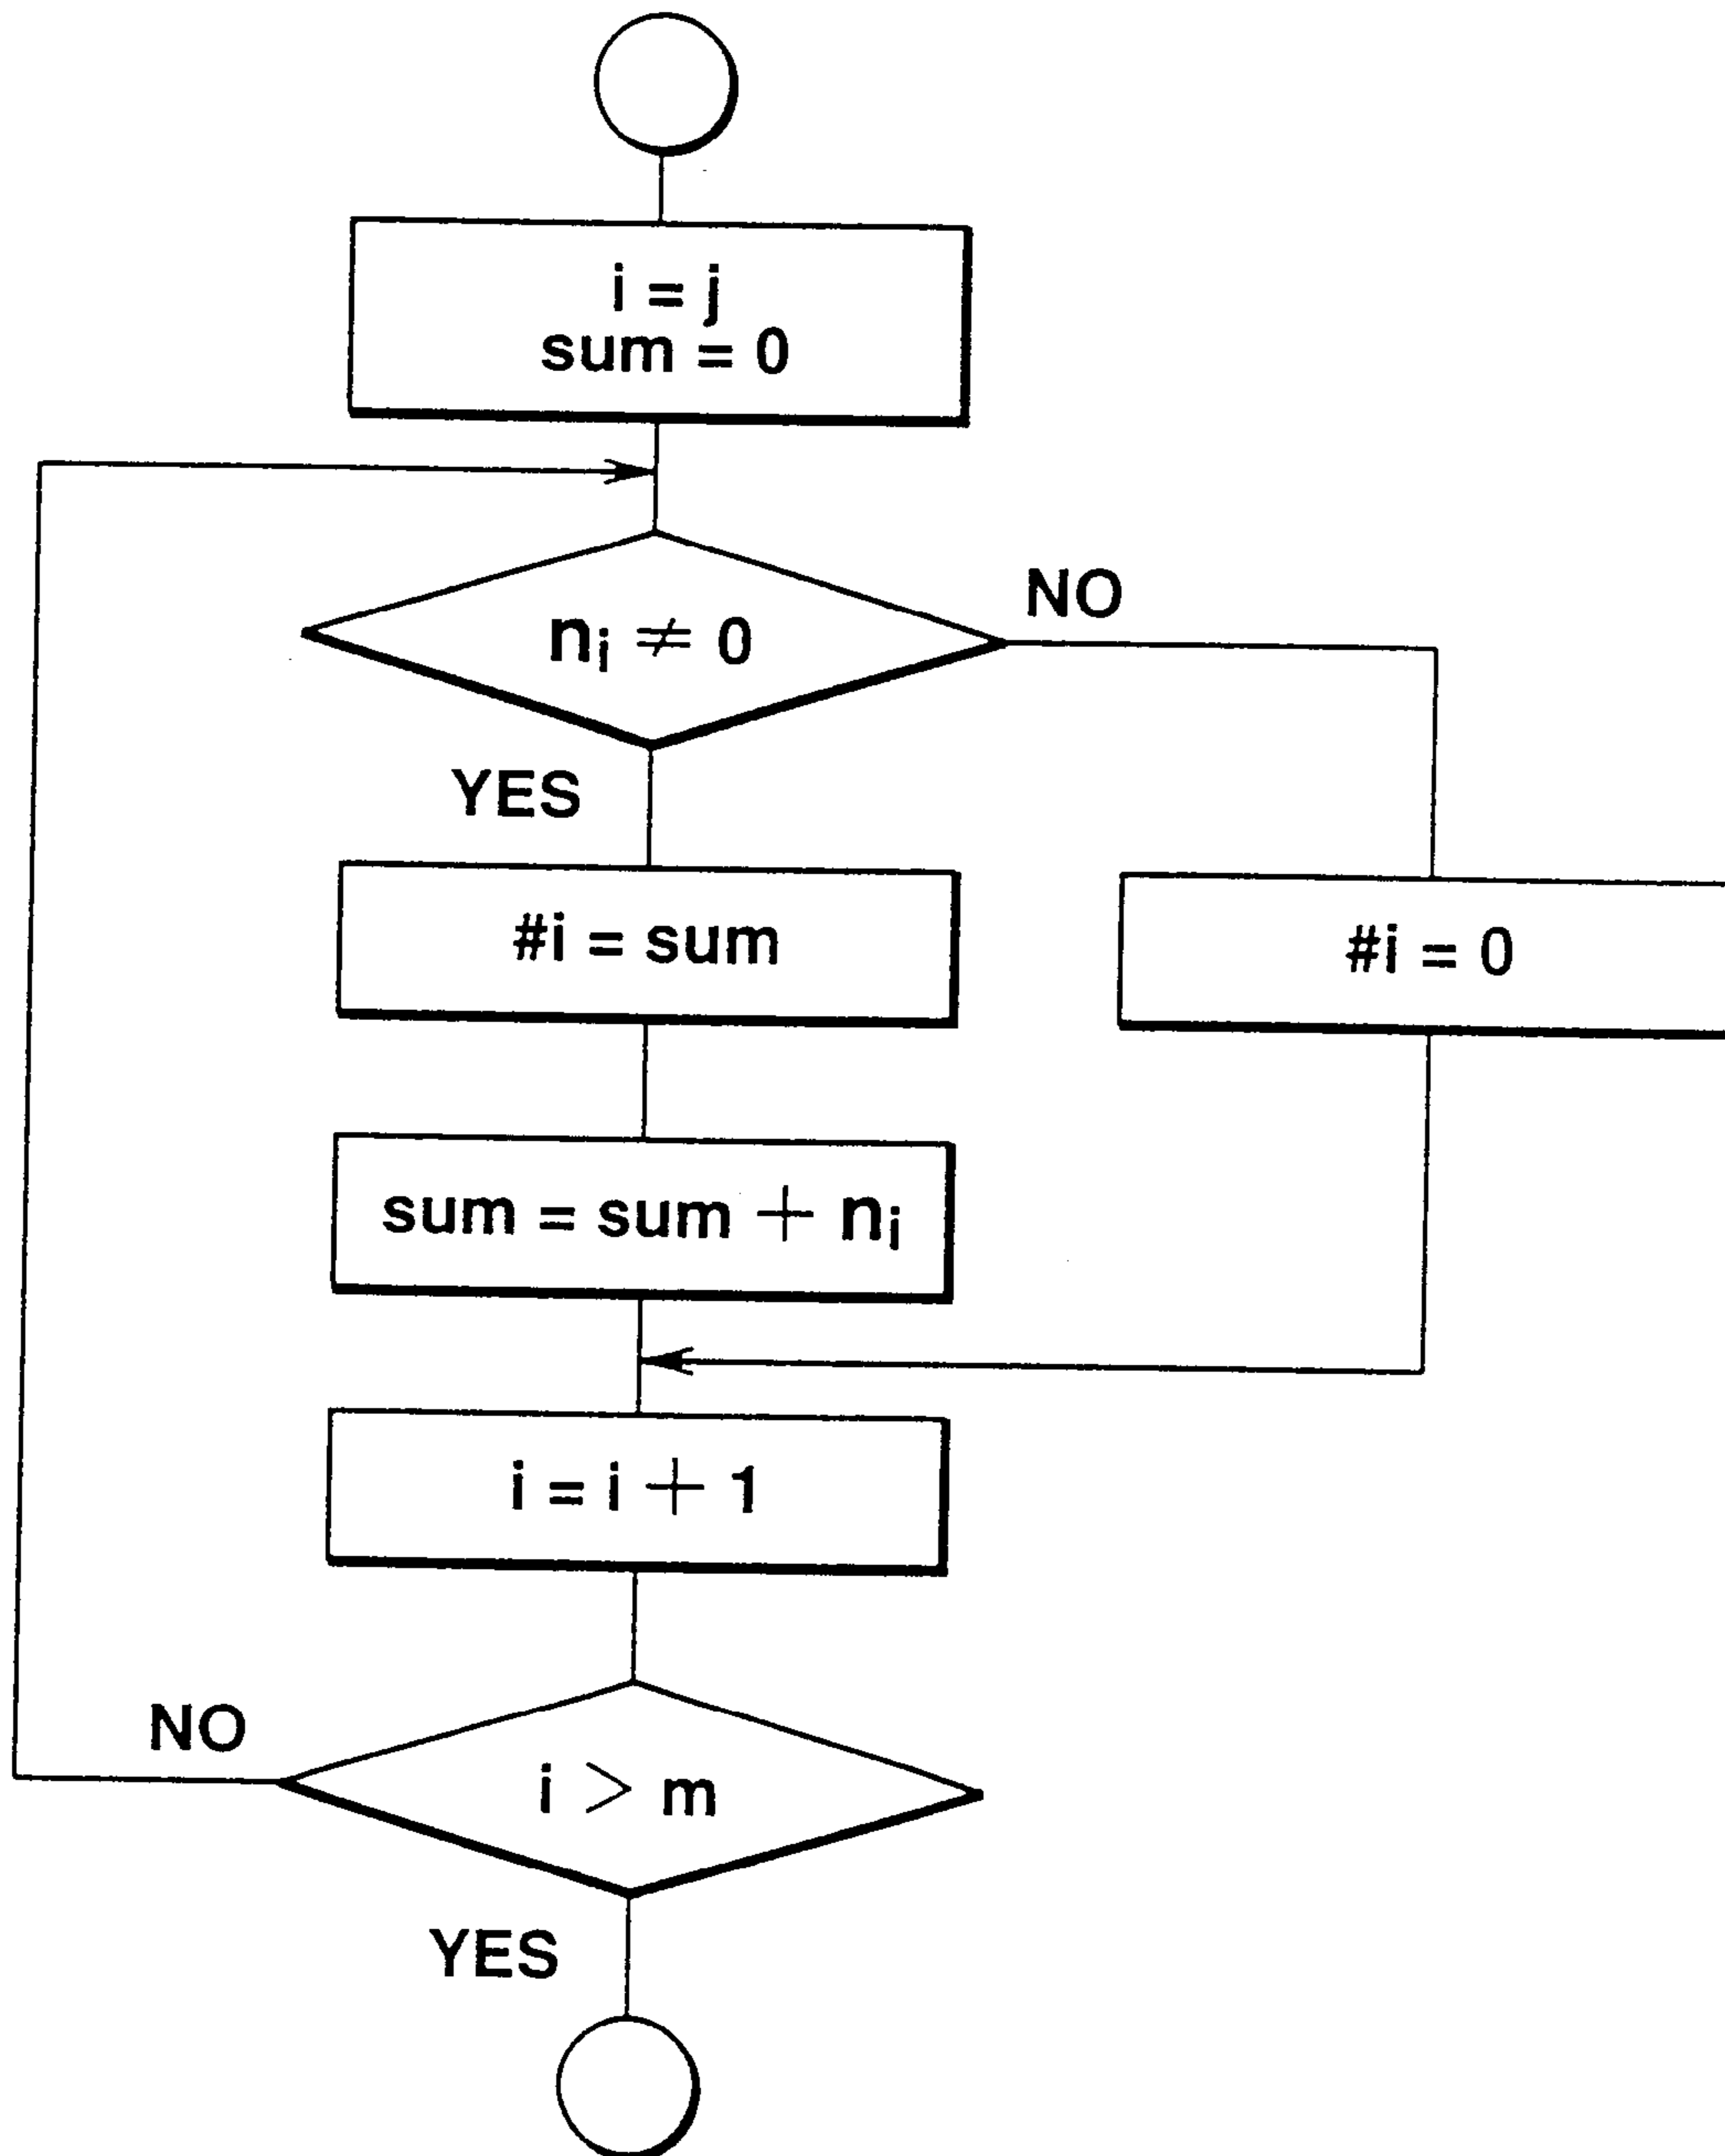 i = j
sum = 0
nᵢ ≠ 0
NO
YES
#i = sum
#i = 0
sum = sum + nᵢ
i = i + 1
NO
i > m
YES